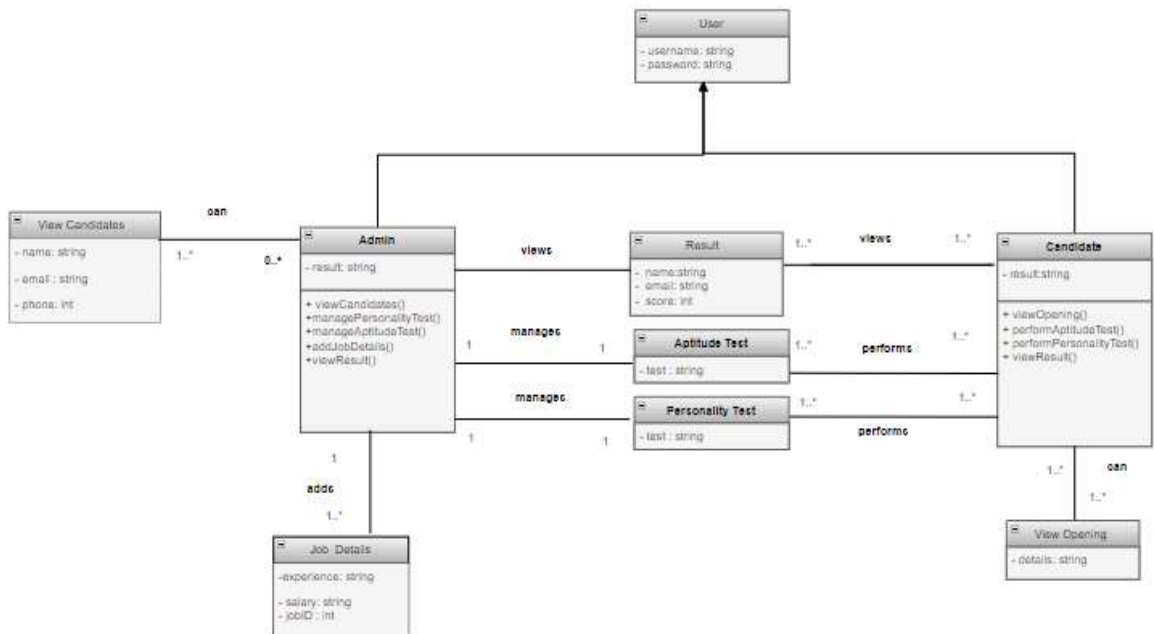 User
- username: string
- password: string
View Candidates
- name: string
- email : string
- phone: int
can
1..*
0..*
Admin
- result: string
+ viewCandidates()
+managePersonalityTest()
+manageAptitudeTest()
+addJobDetails()
+viewResult()
views
Result
- name:string
- email: string
- score: int
1..*
views
1..*
Candidate
- result:string
+ viewOpening()
+ performAptitudeTest()
+ performPersonalityTest()
+ viewResult()
manages
1
1
Aptitude Test
- test : string
1..*
performs
1..*
manages
1
1
Personality Test
- test : string
1..*
performs
1..*
1
adds
1..*
Job Details
-experience: string
- salary: string
- jobID : int
1..*
can
1..*
View Opening
- details: string